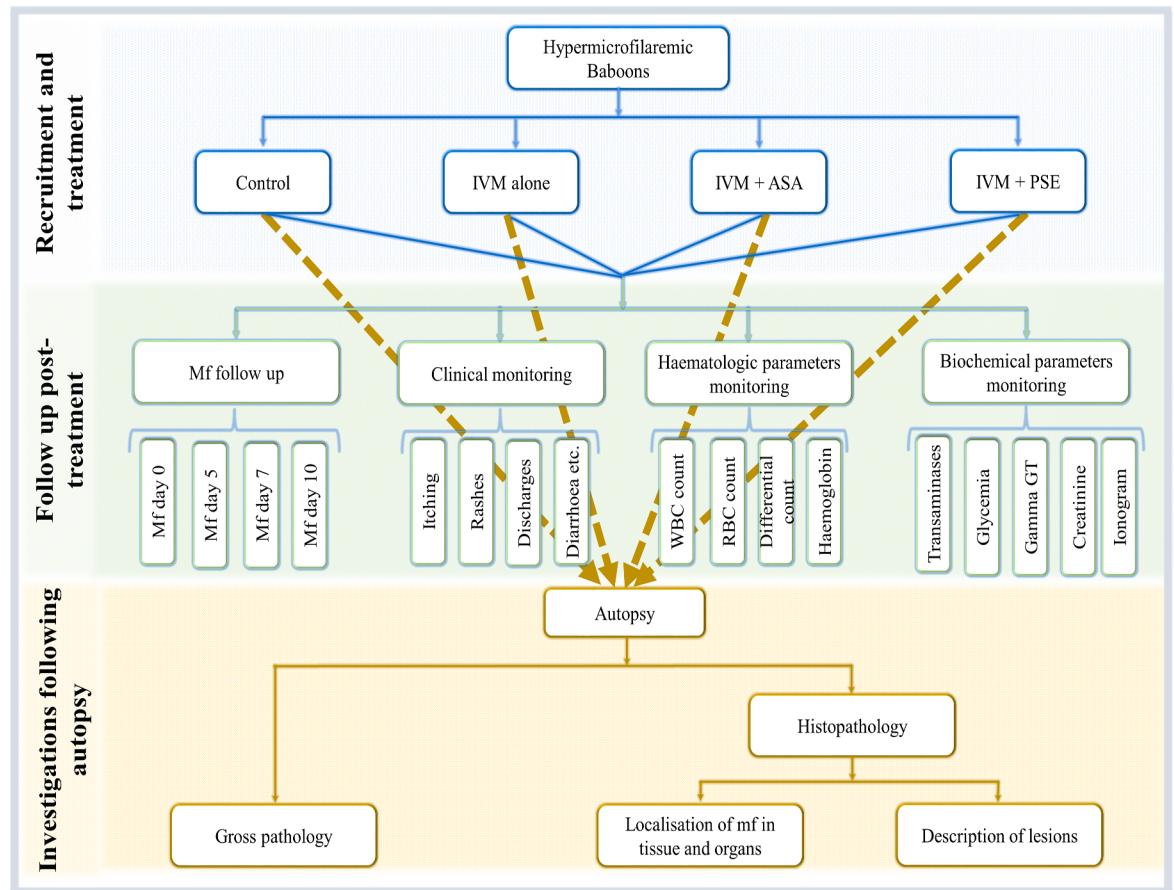 Recruitment and
treatment
Hypermicrofilaremic
Baboons
Control
IVM alone
IVM + ASA
IVM + PSE
Follow up post-
treatment
Mf follow up
Clinical monitoring
Haematologic parameters
monitoring
Biochemical parameters
monitoring
Mf day 0
Mf day 5
Mf day 7
Mf day 10
Itching
Rashes
Discharges
Diarrhoea etc.
WBC count
RBC count
Differential
count
Haemoglobin
Transaminases
Glycemia
Gamma GT
Creatinine
Ionogram
Investigations following
autopsy
Autopsy
Histopathology
Gross pathology
Localisation of mf in
tissue and organs
Description of lesions